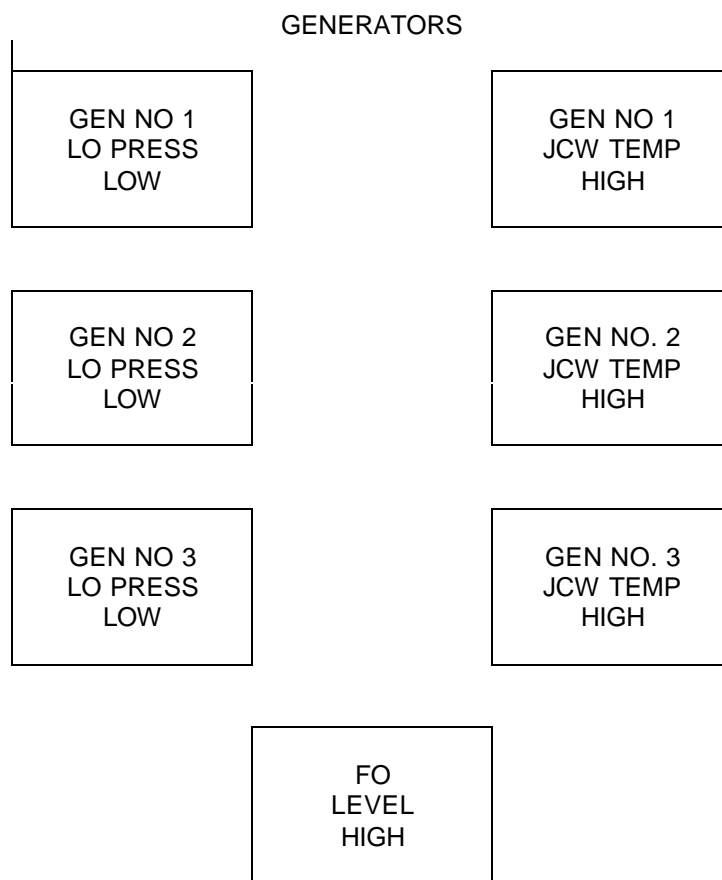 GENERATORS
GEN NO 1
LO PRESS
LOW
GEN NO 1
JCW TEMP
HIGH
GEN NO 2
LO PRESS
LOW
GEN NO. 2
JCW TEMP
HIGH
GEN NO 3
LO PRESS
LOW
GEN NO. 3
JCW TEMP
HIGH
FO
LEVEL
HIGH